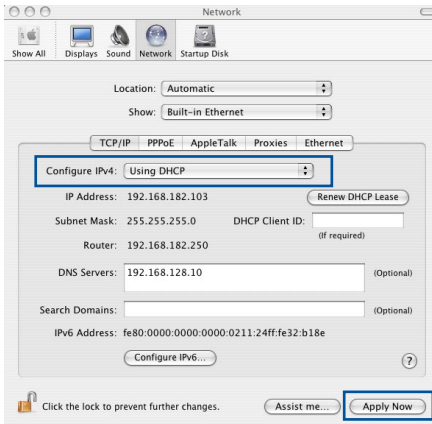 Network
Show All Displays Sound Network Startup Disk
Location: Automatic
Show: Built-in Ethernet
TCP/IP PPPoE AppleTalk Proxies Ethernet
Configure IPv4: Using DHCP
IP Address: 192.168.182.103 Renew DHCP Lease
Subnet Mask: 255.255.255.0 DHCP Client ID:
(If required)
Router: 192.168.182.250
DNS Servers: 192.168.128.10 (Optional)
Search Domains: (Optional)
IPv6 Address: fe80:0000:0000:0000:0211:24ff:fe32:b18e
Configure IPv6... ?
Click the lock to prevent further changes. Assist me... Apply Now